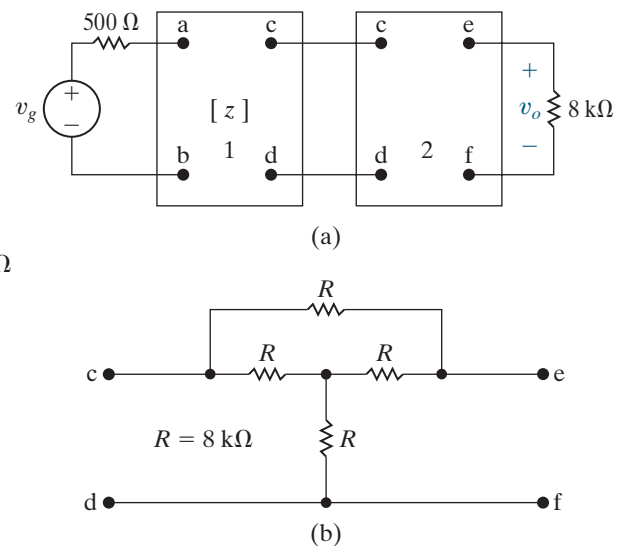 500 Ω
a
c
c
e
+
−
v_g
[ z ]
1
2
+
v_o
−
8 kΩ
b
d
d
f
(a)
Ω
R
R
R
c
e
R = 8 kΩ
R
d
f
(b)